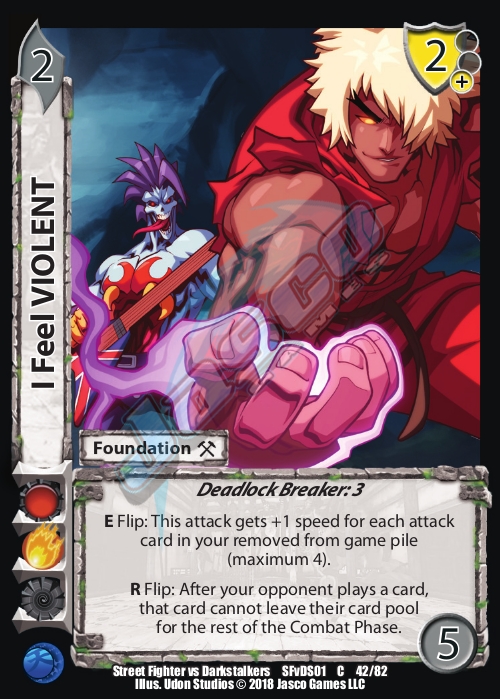 2
2
+
I Feel VIOLENT
JASCO
GAMES
Foundation
Deadlock Breaker: 3
E Flip: This attack gets +1 speed for each attack
card in your removed from game pile
(maximum 4).
R Flip: After your opponent plays a card,
that card cannot leave their card pool
for the rest of the Combat Phase.
5
Street Fighter vs Darkstalkers SFvDS01 C 42/82
Illus. Udon Studios © 2018 Jasco Games LLC